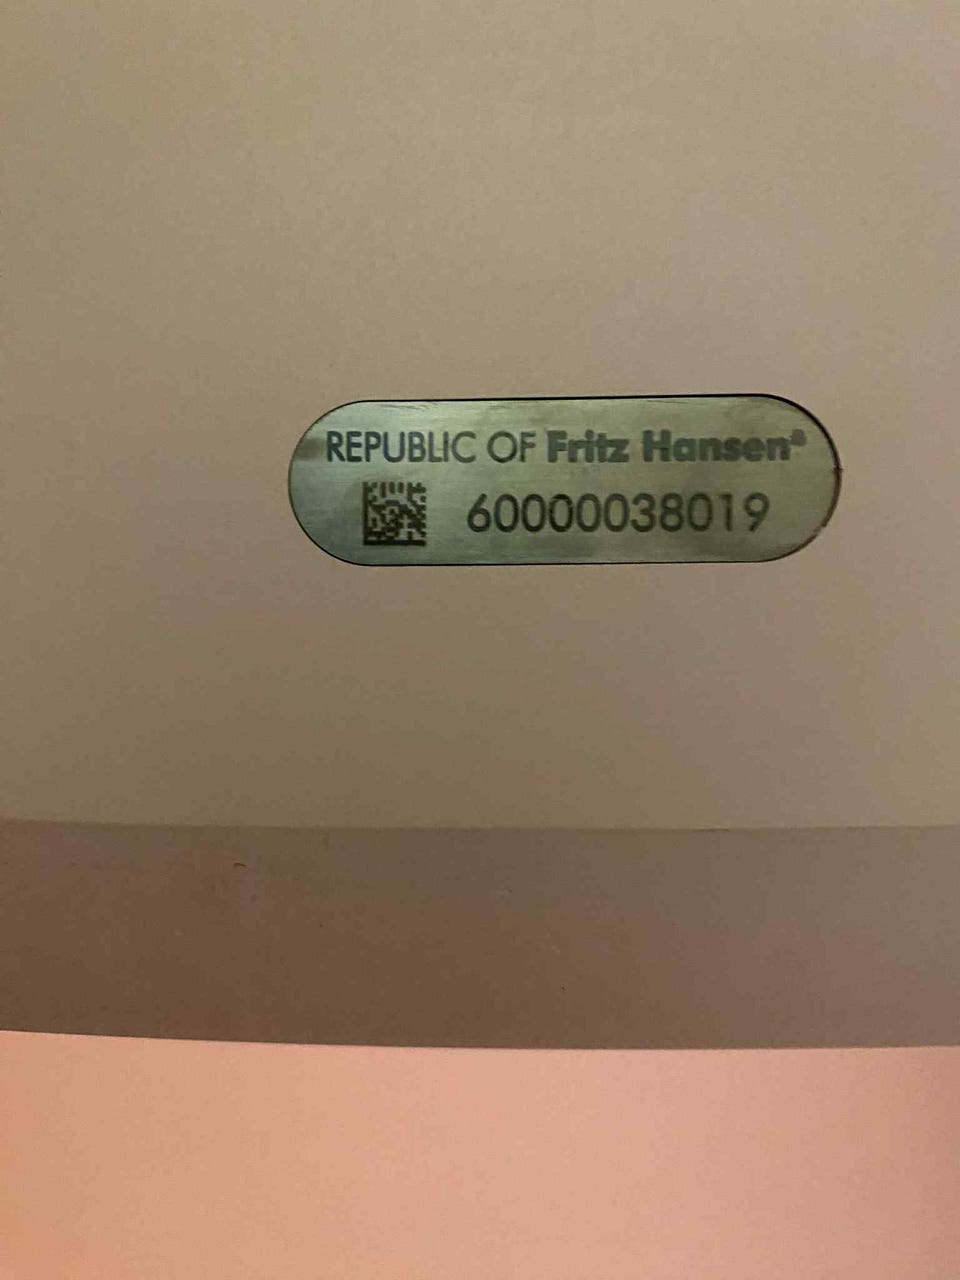 REPUBLIC OF Fritz Hansen®
60000038019